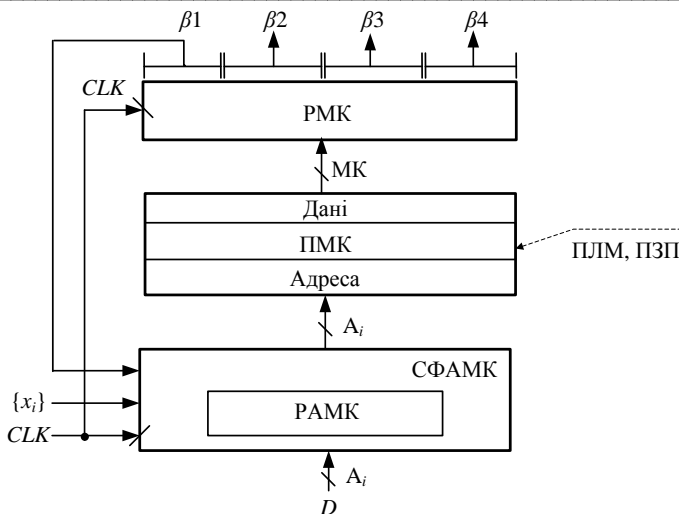 β1 β2 β3 β4
CLK
РМК
МК
Дані
ПМК
ПЛМ, ПЗП
Адреса
Aᵢ
СФАМК
{xᵢ}
РАМК
CLK
Aᵢ
D